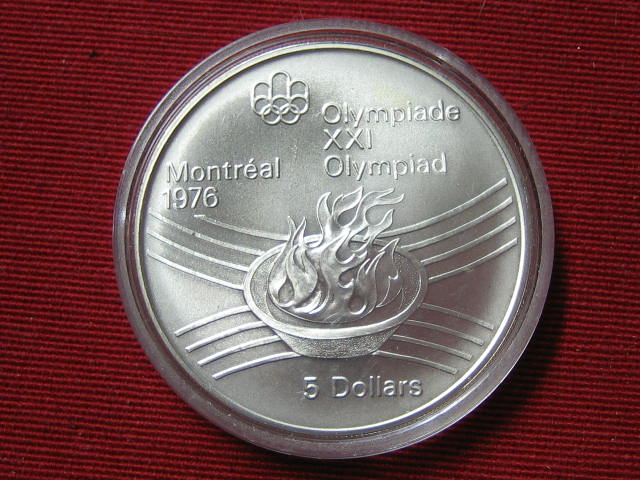 Olympiade
XXI
Olympiad
Montréal
1976
5 Dollars